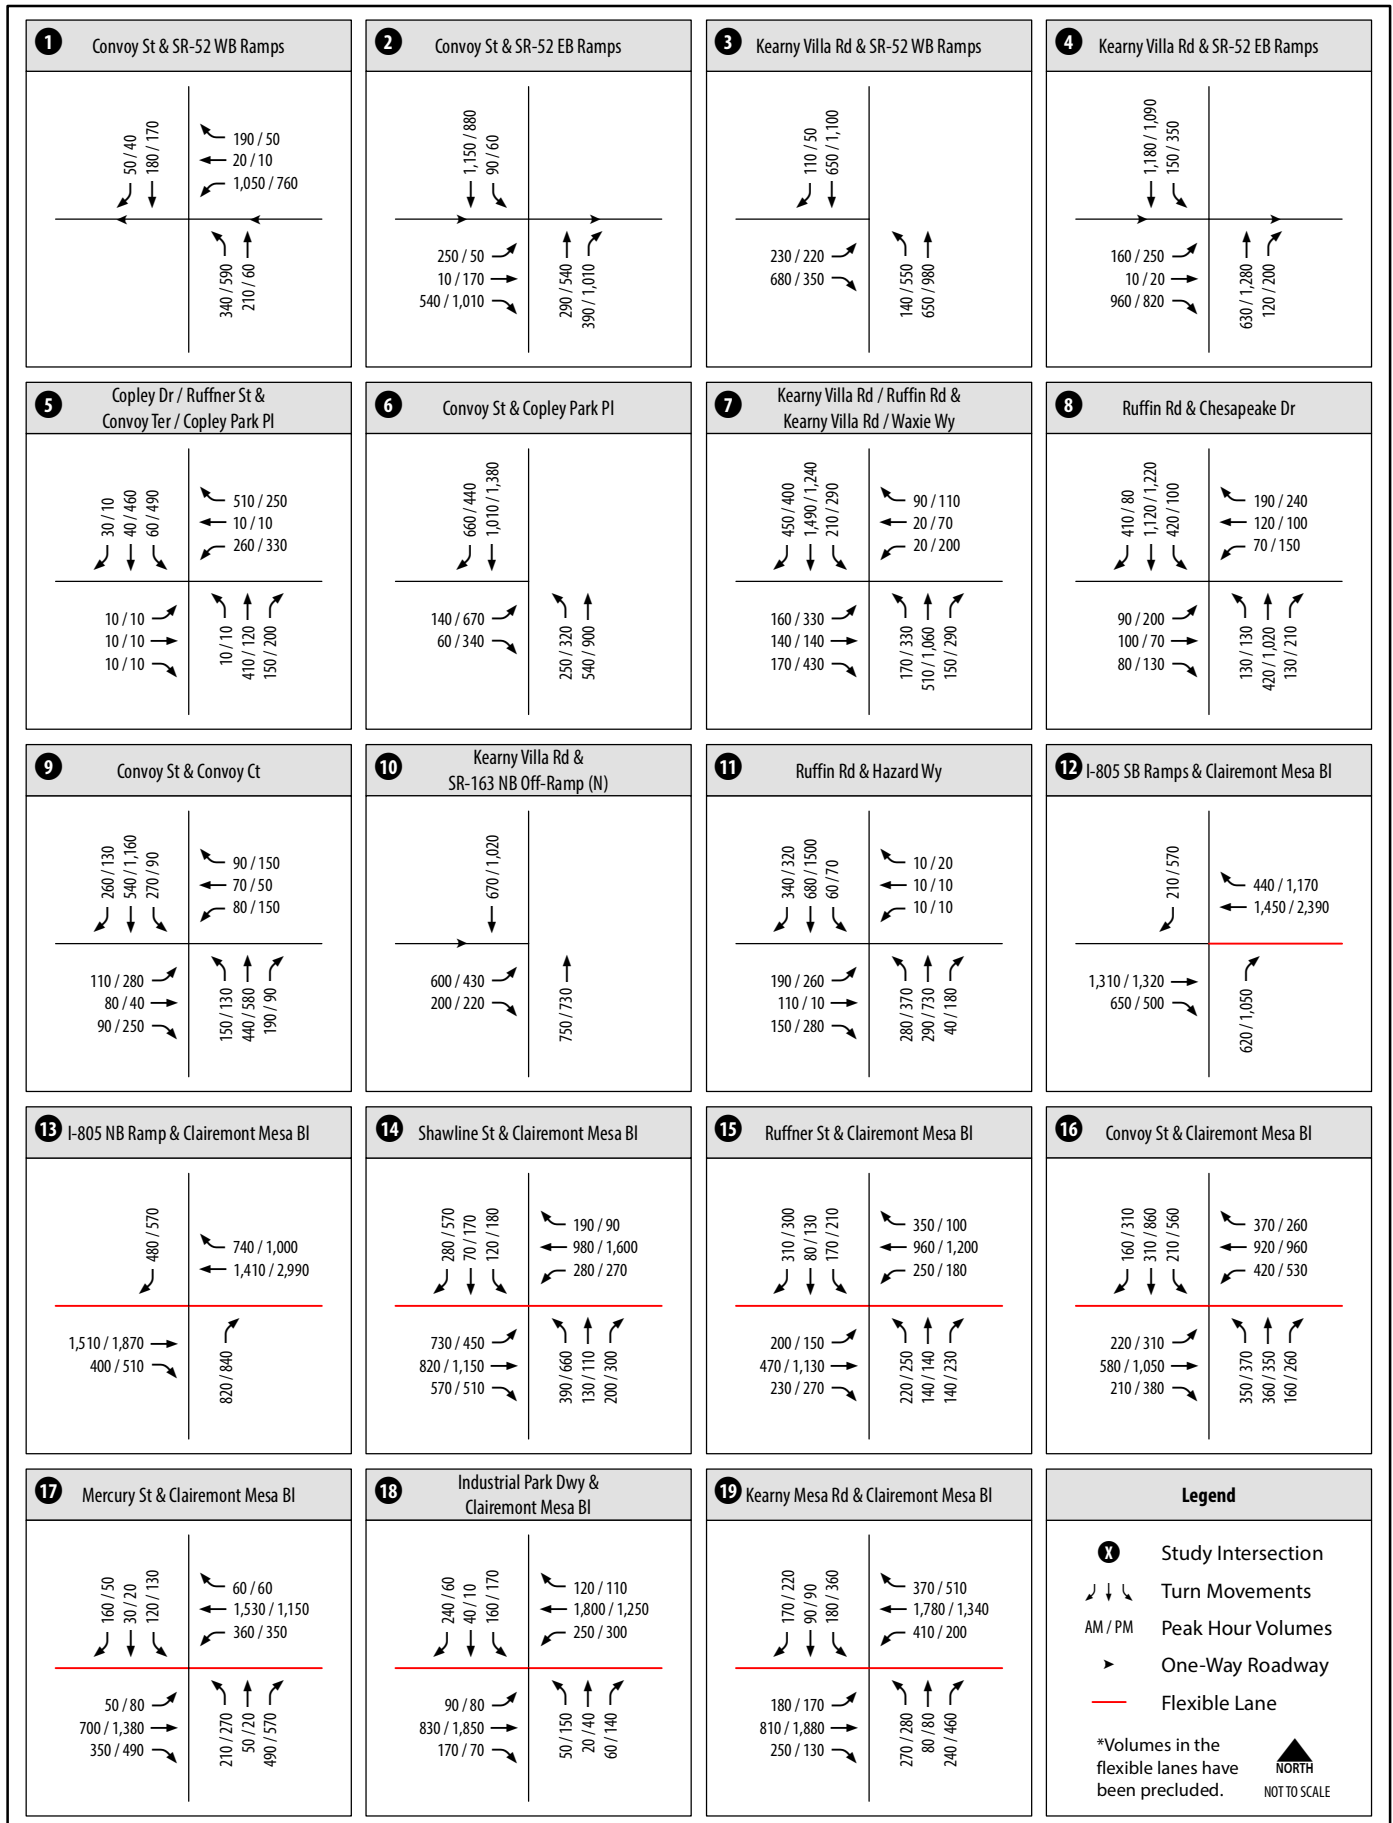 1
Convoy St & SR-52 WB Ramps
50 / 40
180 / 170
190 / 50
20 / 10
1,050 / 760
340 / 590
210 / 60
2
Convoy St & SR-52 EB Ramps
1,150 / 880
90 / 60
250 / 50
10 / 170
540 / 1,010
290 / 540
390 / 1,010
3
Kearny Villa Rd & SR-52 WB Ramps
110 / 50
650 / 1,100
230 / 220
680 / 350
140 / 550
650 / 980
4
Kearny Villa Rd & SR-52 EB Ramps
1,180 / 1,090
150 / 350
160 / 250
10 / 20
960 / 820
630 / 1,280
120 / 200
5
Copley Dr / Ruffner St &
Convoy Ter / Copley Park Pl
30 / 10
40 / 460
60 / 490
510 / 250
10 / 10
260 / 330
10 / 10
10 / 10
10 / 10
10 / 10
410 / 120
150 / 200
6
Convoy St & Copley Park Pl
660 / 440
1,010 / 1,380
140 / 670
60 / 340
250 / 320
540 / 900
7
Kearny Villa Rd / Ruffin Rd &
Kearny Villa Rd / Waxie Wy
450 / 400
1,490 / 1,240
210 / 290
90 / 110
20 / 70
20 / 200
160 / 330
140 / 140
170 / 430
170 / 330
510 / 1,060
150 / 290
8
Ruffin Rd & Chesapeake Dr
410 / 80
1,120 / 1,220
420 / 100
190 / 240
120 / 100
70 / 150
90 / 200
100 / 70
80 / 130
130 / 130
420 / 1,020
130 / 210
9
Convoy St & Convoy Ct
260 / 130
540 / 1,160
270 / 90
90 / 150
70 / 50
80 / 150
110 / 280
80 / 40
90 / 250
150 / 130
440 / 580
190 / 90
10
Kearny Villa Rd &
SR-163 NB Off-Ramp (N)
670 / 1,020
600 / 430
200 / 220
750 / 730
11
Ruffin Rd & Hazard Wy
340 / 320
680 / 1500
60 / 70
10 / 20
10 / 10
10 / 10
190 / 260
110 / 10
150 / 280
280 / 370
290 / 730
40 / 180
12
I-805 SB Ramps & Clairemont Mesa Bl
210 / 570
440 / 1,170
1,450 / 2,390
1,310 / 1,320
650 / 500
620 / 1,050
13
I-805 NB Ramp & Clairemont Mesa Bl
480 / 570
740 / 1,000
1,410 / 2,990
1,510 / 1,870
400 / 510
820 / 840
14
Shawline St & Clairemont Mesa Bl
280 / 570
70 / 170
120 / 180
190 / 90
980 / 1,600
280 / 270
730 / 450
820 / 1,150
570 / 510
390 / 660
130 / 110
200 / 300
15
Ruffner St & Clairemont Mesa Bl
310 / 300
80 / 130
170 / 210
350 / 100
960 / 1,200
250 / 180
200 / 150
470 / 1,130
230 / 270
220 / 250
140 / 140
140 / 230
16
Convoy St & Clairemont Mesa Bl
160 / 310
310 / 860
210 / 560
370 / 260
920 / 960
420 / 530
220 / 310
580 / 1,050
210 / 380
350 / 370
360 / 350
160 / 260
17
Mercury St & Clairemont Mesa Bl
160 / 50
30 / 20
120 / 130
60 / 60
1,530 / 1,150
360 / 350
50 / 80
700 / 1,380
350 / 490
210 / 270
50 / 20
490 / 570
18
Industrial Park Dwy &
Clairemont Mesa Bl
240 / 60
40 / 10
160 / 170
120 / 110
1,800 / 1,250
250 / 300
90 / 80
830 / 1,850
170 / 70
50 / 150
20 / 40
60 / 140
19
Kearny Mesa Rd & Clairemont Mesa Bl
170 / 220
90 / 90
180 / 360
370 / 510
1,780 / 1,340
410 / 200
180 / 170
810 / 1,880
250 / 130
270 / 280
80 / 80
240 / 460
Legend
X Study Intersection
Turn Movements
AM / PM Peak Hour Volumes
One-Way Roadway
Flexible Lane
*Volumes in the
flexible lanes have
been precluded.
NORTH
NOT TO SCALE